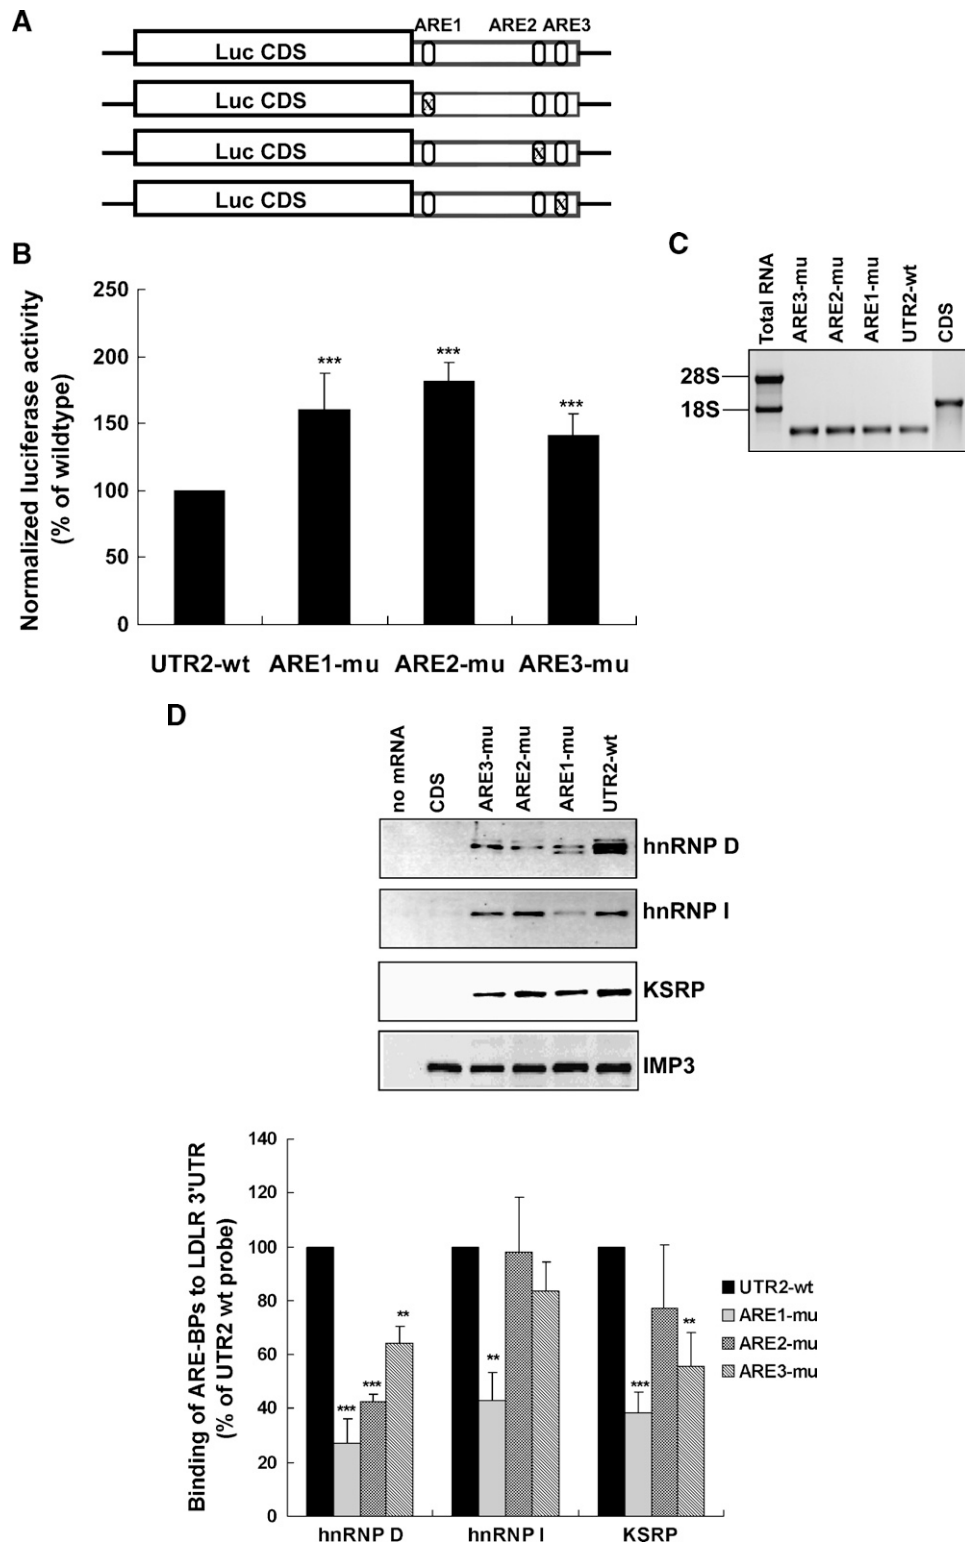 A
ARE1 ARE2 ARE3
Luc CDS
Luc CDS
X
Luc CDS
X
Luc CDS
X
B
Normalized luciferase activity
(% of wildtype)
250
200
150
100
50
0
***
***
***
UTR2-wt ARE1-mu ARE2-mu ARE3-mu
C
Total RNA
ARE3-mu
ARE2-mu
ARE1-mu
UTR2-wt
CDS
28S
18S
D
no mRNA
CDS
ARE3-mu
ARE2-mu
ARE1-mu
UTR2-wt
hnRNP D
hnRNP I
KSRP
IMP3
Binding of ARE-BPs to LDLR 3'UTR
(% of UTR2 wt probe)
140
120
100
80
60
40
20
0
***
***
**
**
***
**
hnRNP D hnRNP I KSRP
UTR2-wt
ARE1-mu
ARE2-mu
ARE3-mu